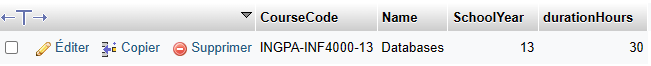 CourseCode Name SchoolYear durationHours
Éditer Copier Supprimer INGPA-INF4000-13 Databases 13 30